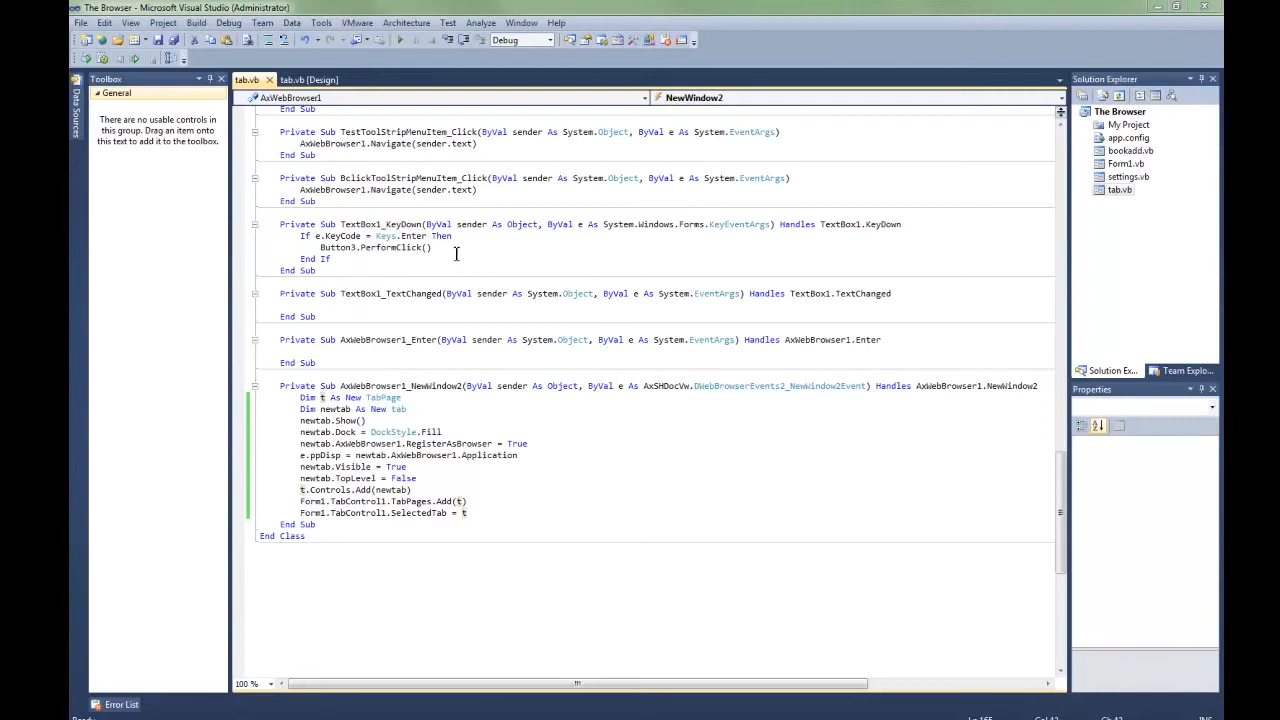 The Browser - Microsoft Visual Studio (Administrator)
File Edit View Project Build Debug Team Data Tools VMware Architecture Test Analyze Window Help
Debug
Toolbox
tab.vb
tab.vb [Design]
Solution Explorer
Data Sources
General
There are no usable controls in
this group. Drag an item onto
this text to add it to the toolbox.
AxWebBrowser1
NewWindow2
End Sub
Private Sub TestToolStripMenuItem_Click(ByVal sender As System.Object, ByVal e As System.EventArgs)
AxWebBrowser1.Navigate(sender.text)
End Sub
Private Sub BclickToolStripMenuItem_Click(ByVal sender As System.Object, ByVal e As System.EventArgs)
AxWebBrowser1.Navigate(sender.text)
End Sub
Private Sub TextBox1_KeyDown(ByVal sender As Object, ByVal e As System.Windows.Forms.KeyEventArgs) Handles TextBox1.KeyDown
If e.KeyCode = Keys.Enter Then
Button3.PerformClick()
End If
End Sub
Private Sub TextBox1_TextChanged(ByVal sender As System.Object, ByVal e As System.EventArgs) Handles TextBox1.TextChanged
End Sub
Private Sub AxWebBrowser1_Enter(ByVal sender As System.Object, ByVal e As System.EventArgs) Handles AxWebBrowser1.Enter
End Sub
Private Sub AxWebBrowser1_NewWindow2(ByVal sender As Object, ByVal e As AxSHDocVw.DWebBrowserEvents2_NewWindow2Event) Handles AxWebBrowser1.NewWindow2
Dim t As New TabPage
Dim newtab As New tab
newtab.Show()
newtab.Dock = DockStyle.Fill
newtab.AxWebBrowser1.RegisterAsBrowser = True
e.ppDisp = newtab.AxWebBrowser1.Application
newtab.Visible = True
newtab.TopLevel = False
t.Controls.Add(newtab)
Form1.TabControl1.TabPages.Add(t)
Form1.TabControl1.SelectedTab = t
End Sub
End Class
100 %
The Browser
My Project
app.config
bookadd.vb
Form1.vb
settings.vb
tab.vb
Solution Ex...
Team Explo...
Properties
Error List